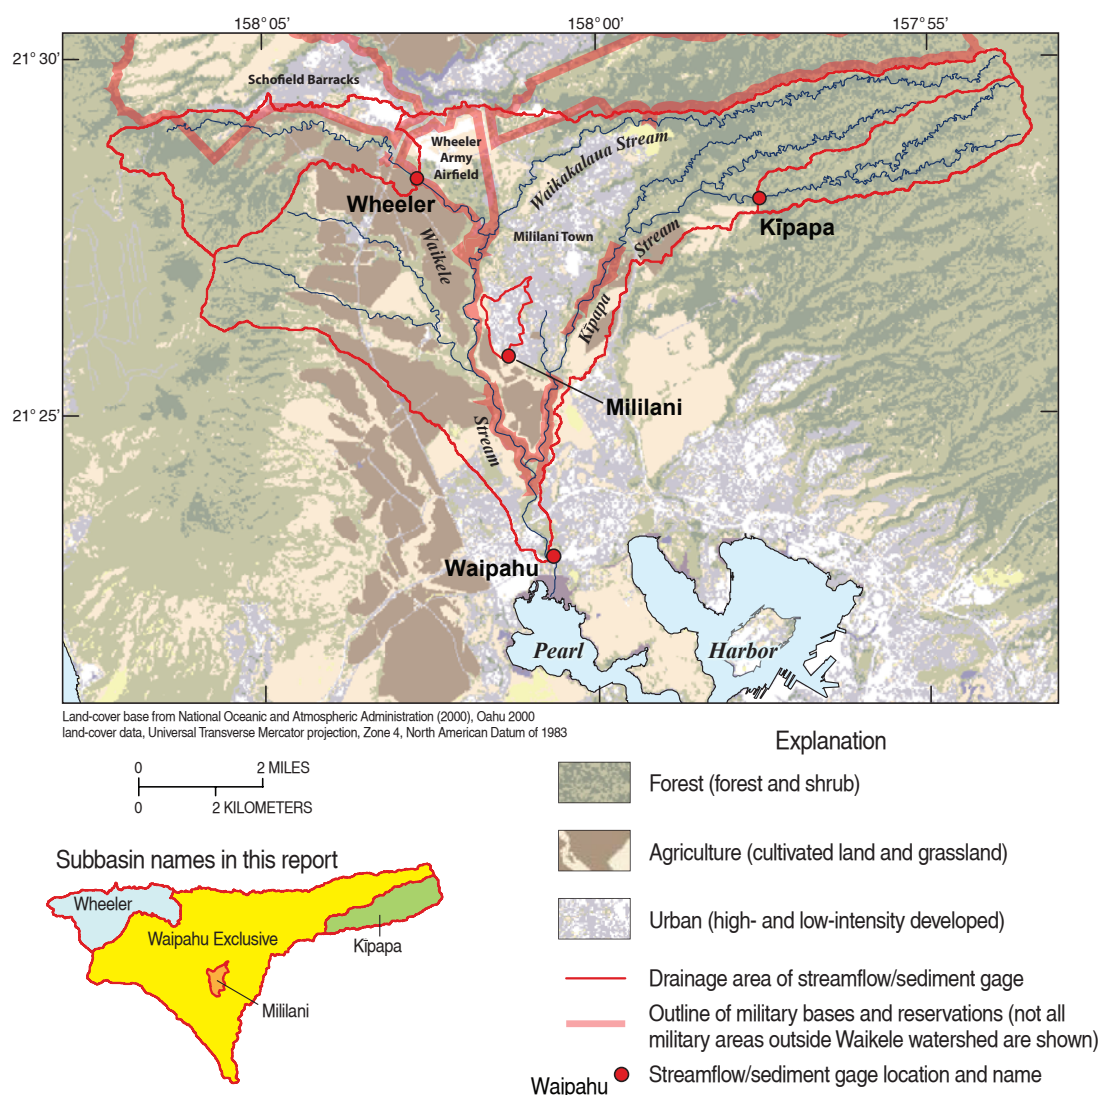 158°05'
158°00'
157°55'
21°30'
Schofield Barracks
Wheeler
Army
Airfield
Waikakalaua Stream
Wheeler
Kīpapa
Waikele
Mililani Town
Stream
Kīpapa
Mililani
21°25'
Stream
Waipahu
Pearl
Harbor
Land-cover base from National Oceanic and Atmospheric Administration (2000), Oahu 2000
land-cover data, Universal Transverse Mercator projection, Zone 4, North American Datum of 1983
0
2 MILES
0
2 KILOMETERS
Explanation
Forest (forest and shrub)
Agriculture (cultivated land and grassland)
Urban (high- and low-intensity developed)
Drainage area of streamflow/sediment gage
Outline of military bases and reservations (not all
military areas outside Waikele watershed are shown)
Waipahu
Streamflow/sediment gage location and name
Subbasin names in this report
Wheeler
Waipahu Exclusive
Kīpapa
Mililani